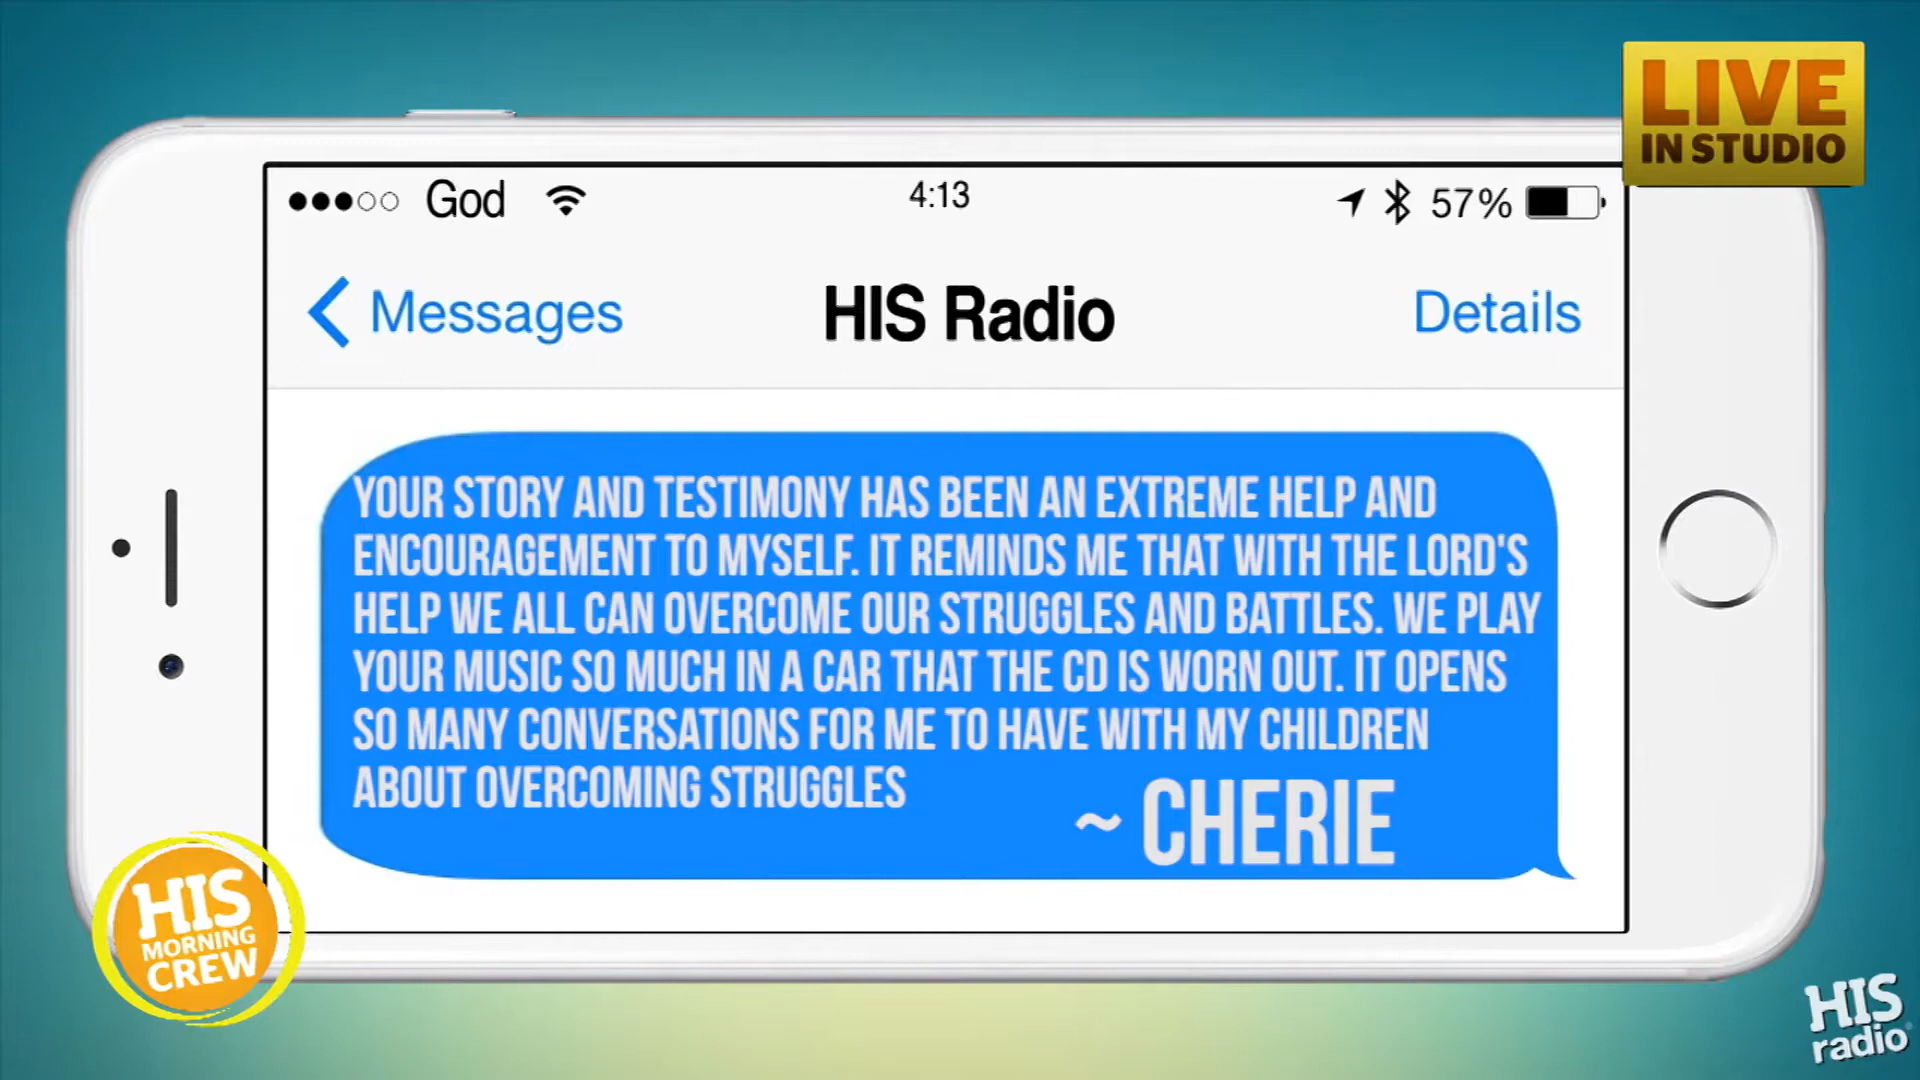 LIVE
IN STUDIO
God 4:13 57%
Messages HIS Radio Details
YOUR STORY AND TESTIMONY HAS BEEN AN EXTREME HELP AND
ENCOURAGEMENT TO MYSELF. IT REMINDS ME THAT WITH THE LORD'S
HELP WE ALL CAN OVERCOME OUR STRUGGLES AND BATTLES. WE PLAY
YOUR MUSIC SO MUCH IN A CAR THAT THE CD IS WORN OUT. IT OPENS
SO MANY CONVERSATIONS FOR ME TO HAVE WITH MY CHILDREN
ABOUT OVERCOMING STRUGGLES
~ CHERIE
HIS
MORNING
CREW
HIS
radio